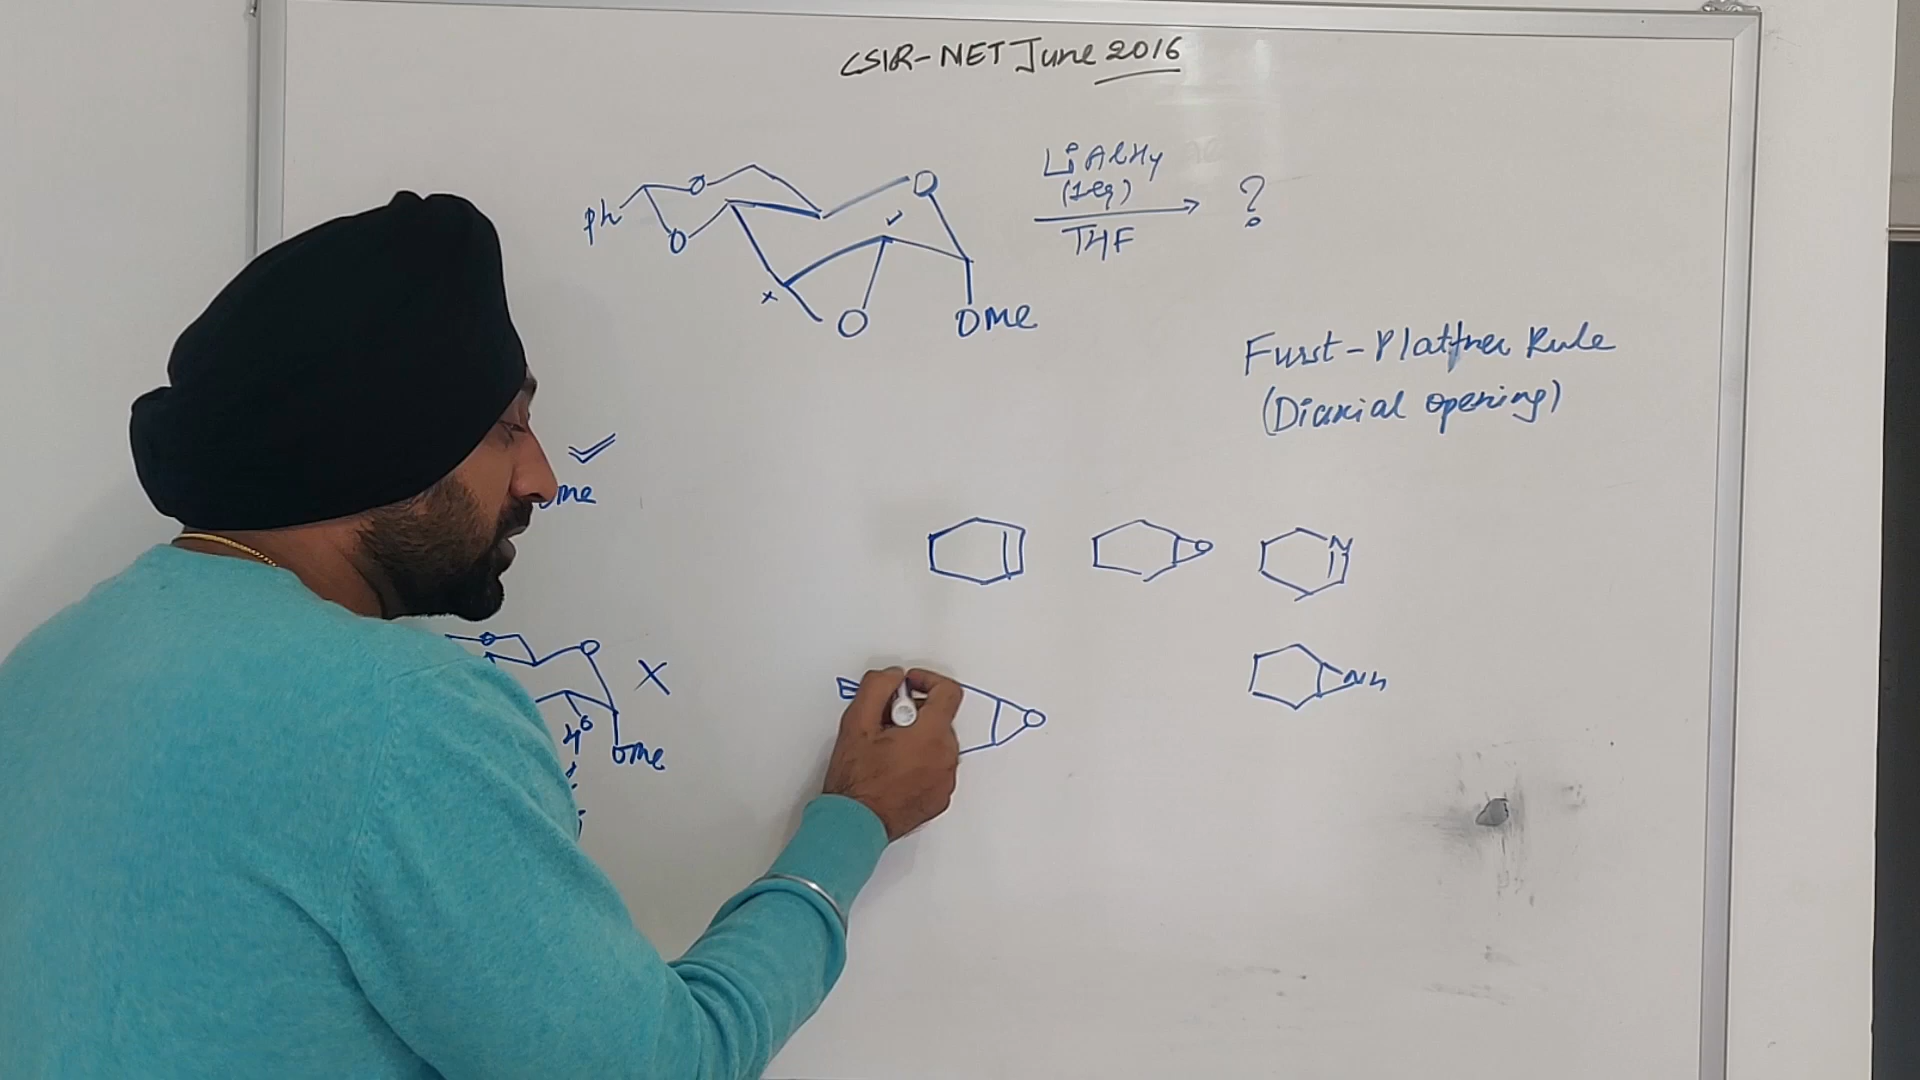 CSIR-NET June 2016
LiAlH4
(1eq)
THF
?
Ph
O
O
O
O
OMe
x
Furst-Plattner Rule
(Diaxial opening)
OMe
O
N
O
O
X
OMe
O
NH